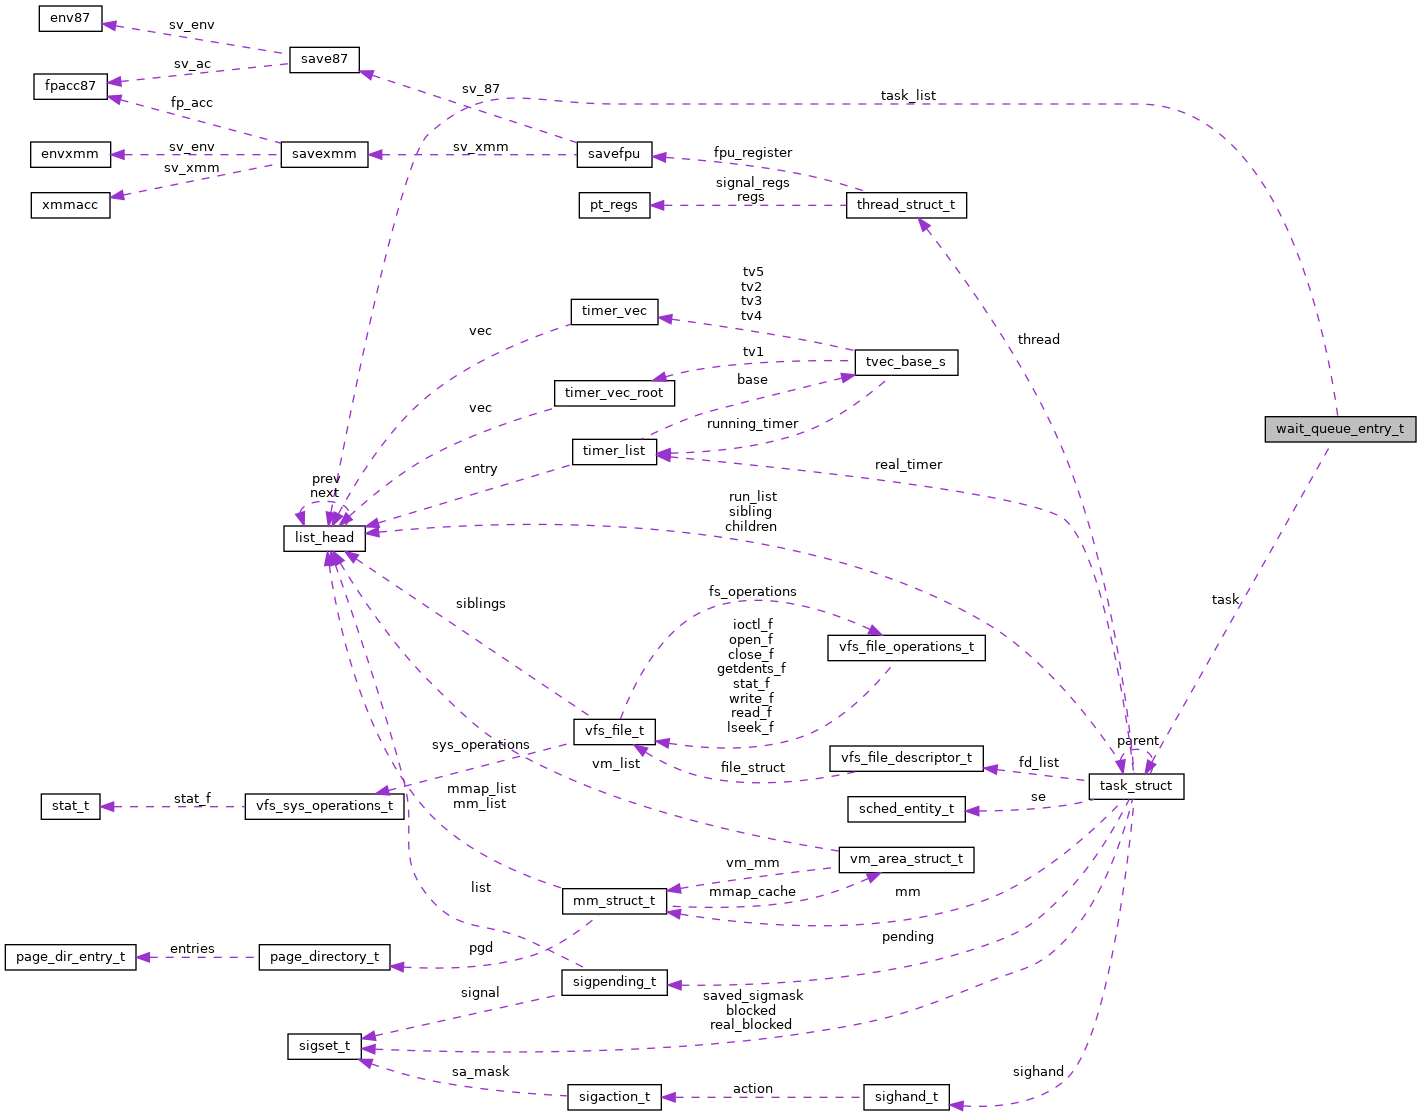 env87
sv_env
save87
sv_ac
fpacc87
sv_87
task_list
fp_acc
envxmm
sv_env
savexmm
sv_xmm
savefpu
fpu_register
sv_xmm
signal_regs
regs
xmmacc
pt_regs
thread_struct_t
tv5
tv2
tv3
tv4
timer_vec
vec
thread
tv1
tvec_base_s
base
timer_vec_root
vec
running_timer
wait_queue_entry_t
timer_list
entry
real_timer
prev
next
run_list
sibling
children
list_head
fs_operations
siblings
task
ioctl_f
open_f
close_f
getdents_f
stat_f
write_f
read_f
lseek_f
vfs_file_operations_t
vfs_file_t
sys_operations
parent
vm_list
file_struct
vfs_file_descriptor_t
fd_list
task_struct
mmap_list
mm_list
stat_t
stat_f
vfs_sys_operations_t
sched_entity_t
se
vm_mm
vm_area_struct_t
list
mmap_cache
mm
mm_struct_t
pending
page_dir_entry_t
entries
page_directory_t
pgd
sigpending_t
signal
saved_sigmask
blocked
real_blocked
sigset_t
sa_mask
sighand
sigaction_t
action
sighand_t